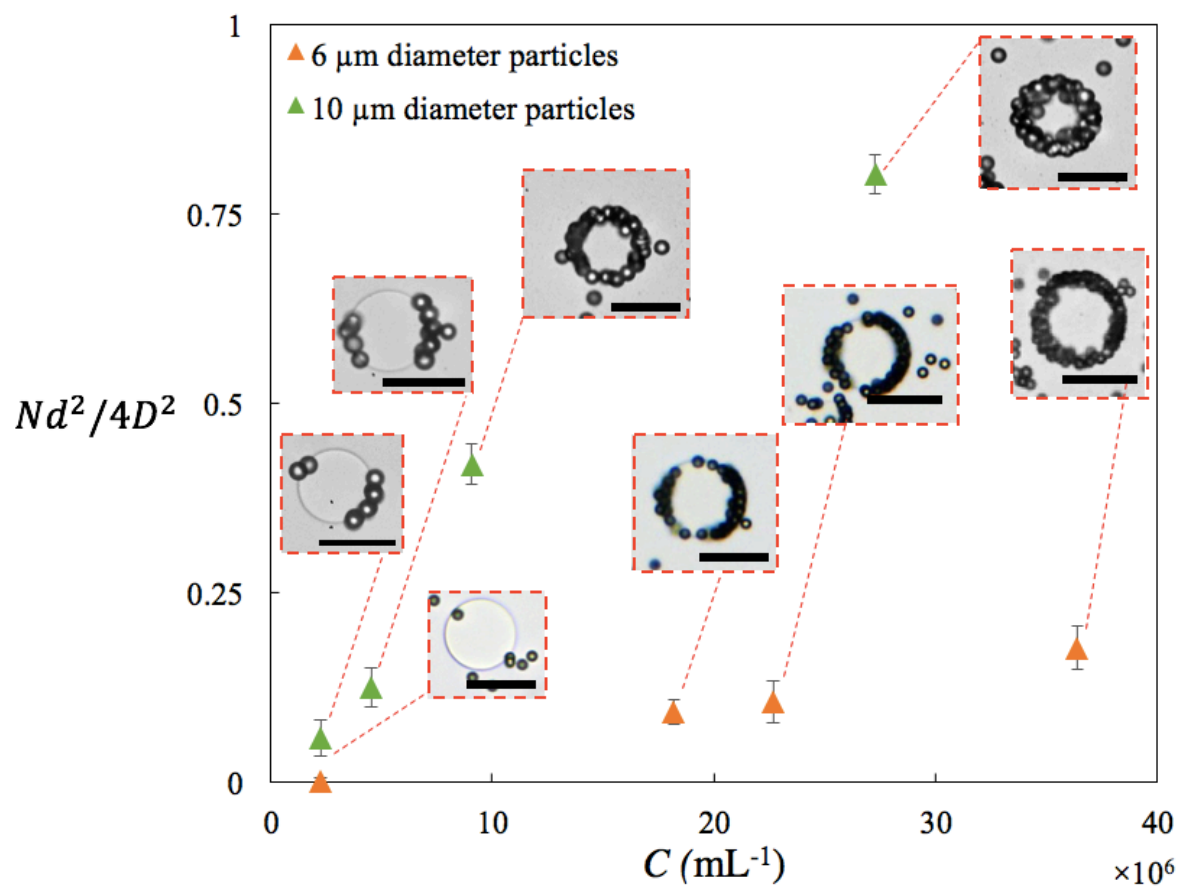 1
6 µm diameter particles
10 µm diameter particles
0.75
0.5
Nd²/4D²
0.25
0
0 10 20 30 40
C (mL⁻¹)
×10⁶